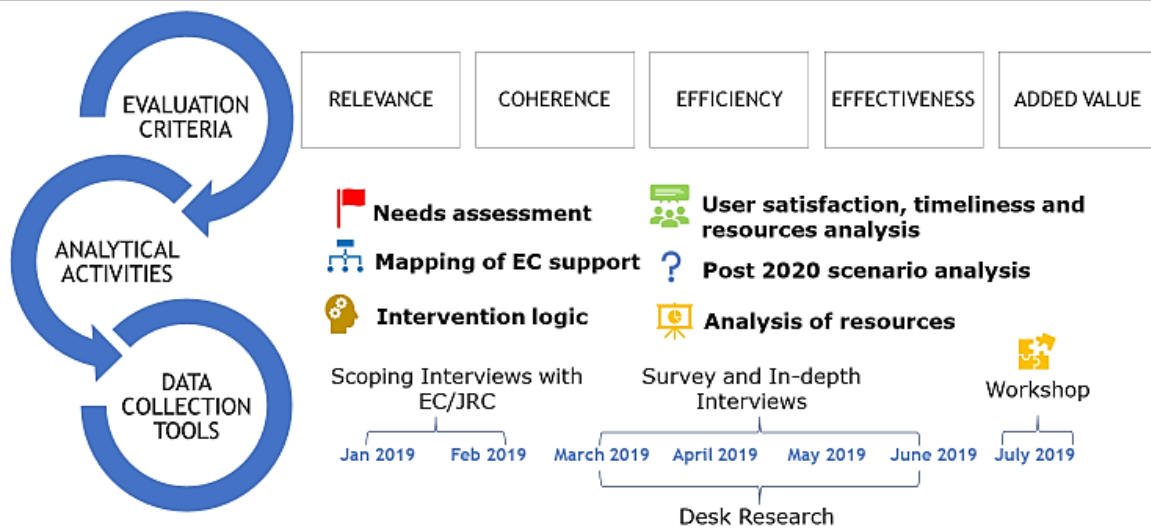 EVALUATION
CRITERIA
RELEVANCE
COHERENCE
EFFICIENCY
EFFECTIVENESS
ADDED VALUE
ANALYTICAL
ACTIVITIES
Needs assessment
Mapping of EC support
Intervention logic
User satisfaction, timeliness and
resources analysis
Post 2020 scenario analysis
Analysis of resources
DATA
COLLECTION
TOOLS
Scoping Interviews with
EC/JRC
Survey and In-depth
Interviews
Workshop
Jan 2019
Feb 2019
March 2019
April 2019
May 2019
June 2019
July 2019
Desk Research